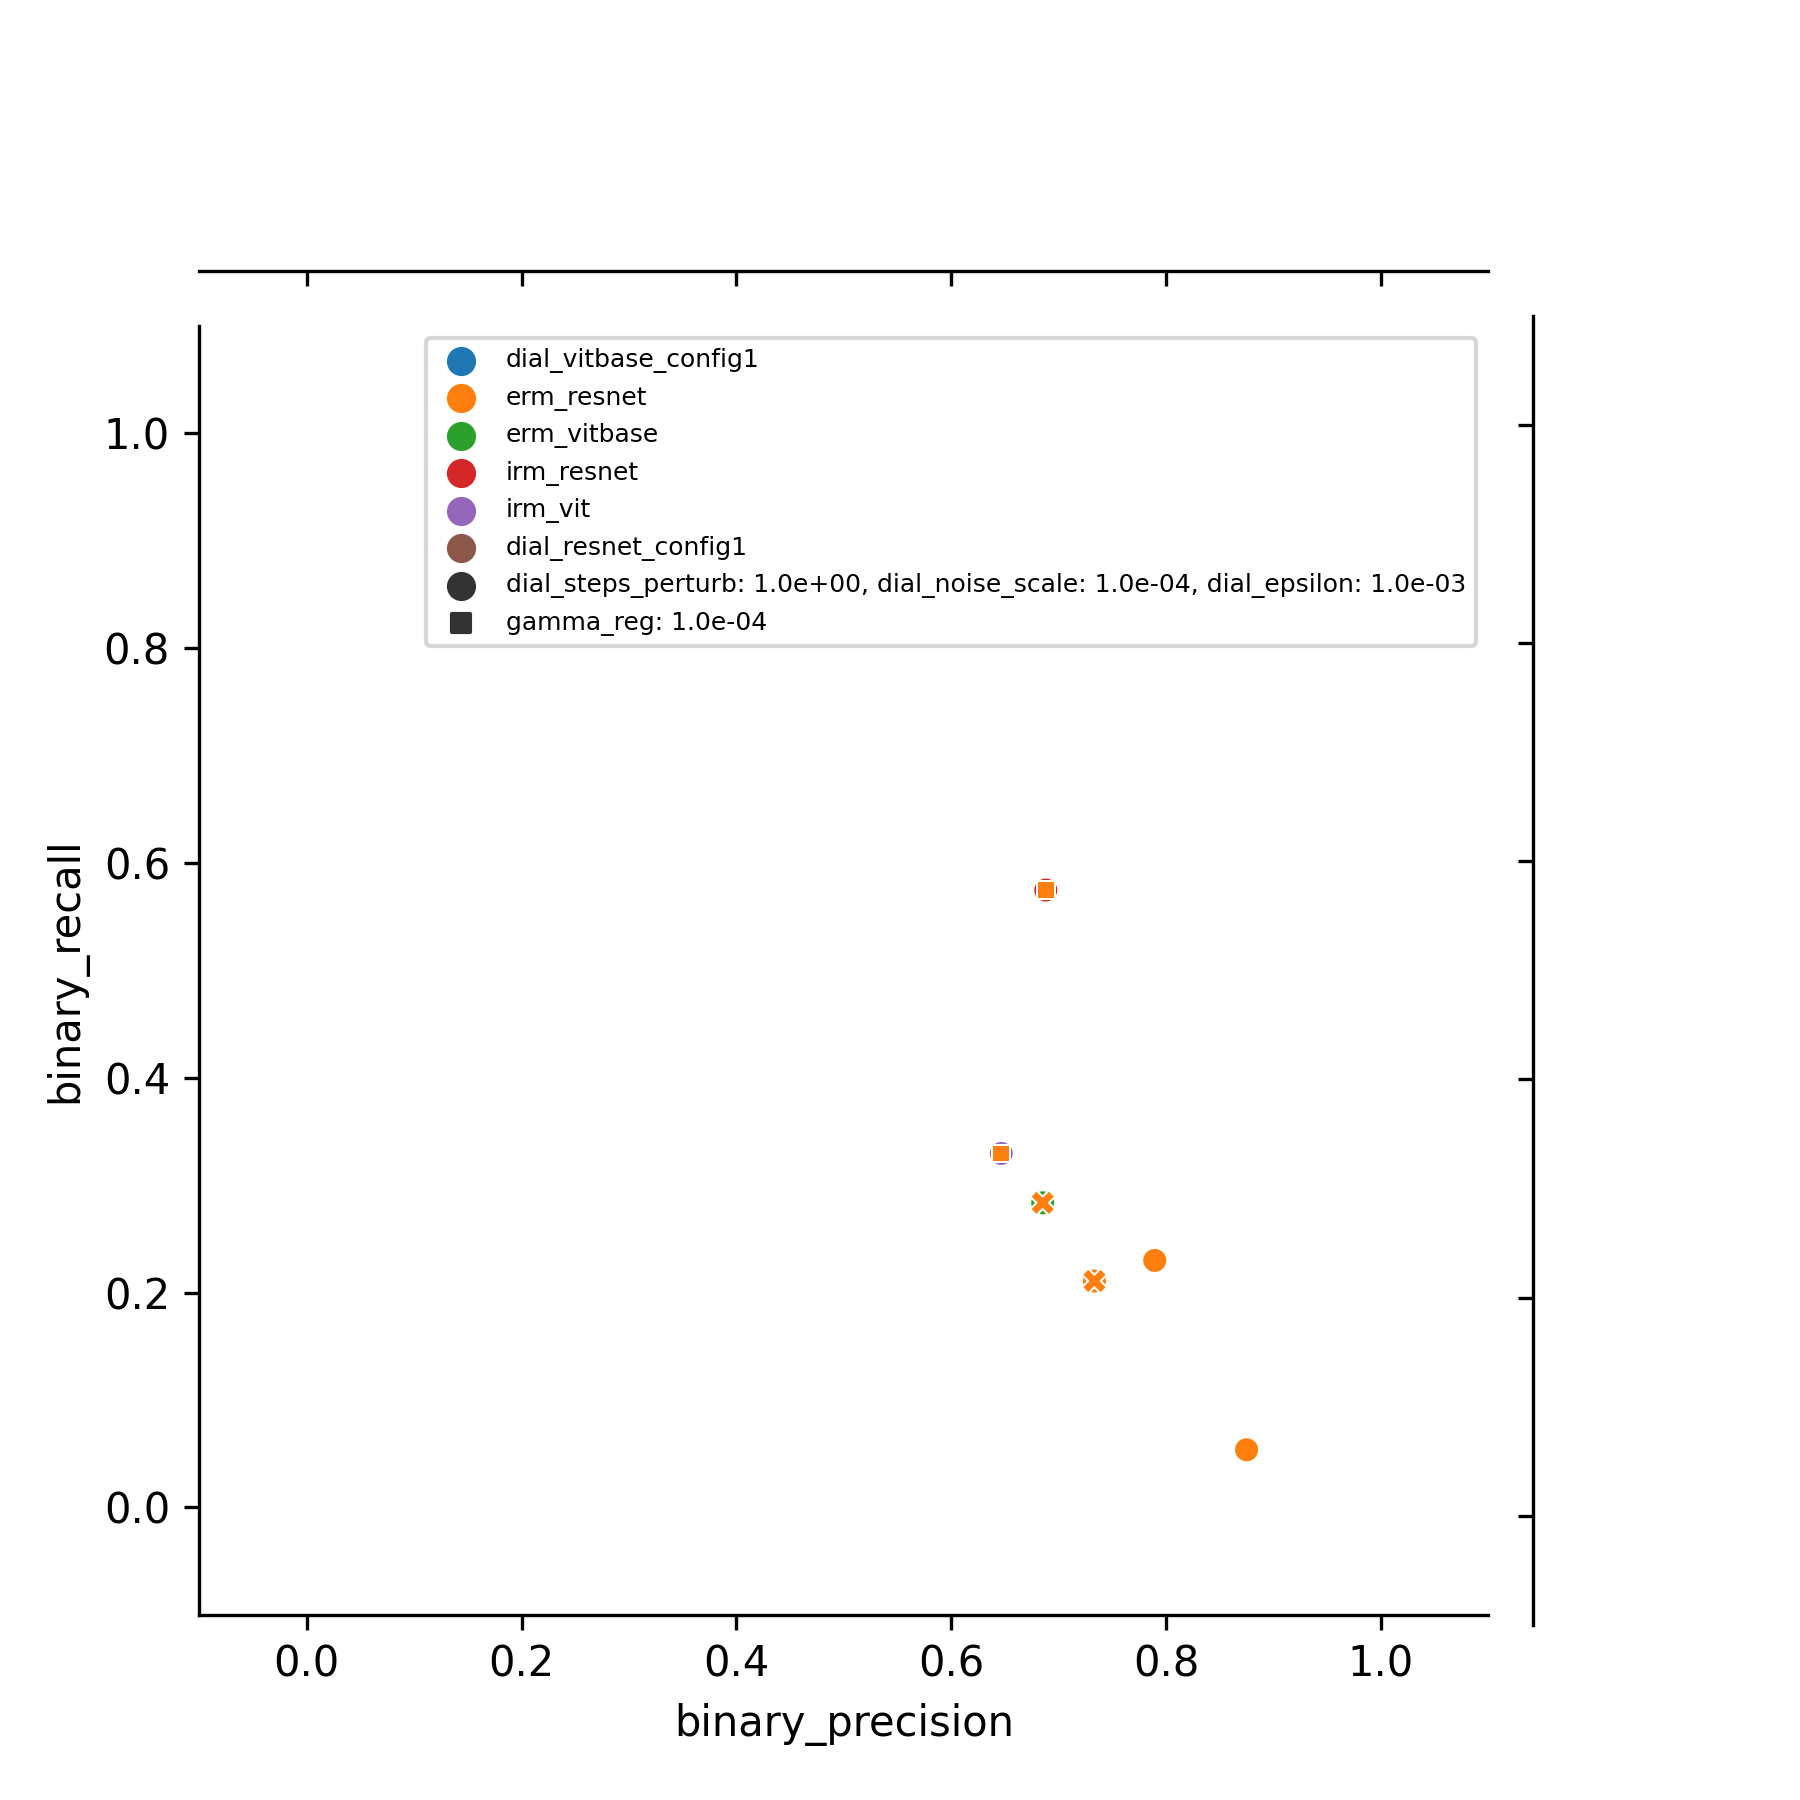 dial_vitbase_config1
erm_resnet
erm_vitbase
irm_resnet
irm_vit
dial_resnet_config1
dial_steps_perturb: 1.0e+00, dial_noise_scale: 1.0e-04, dial_epsilon: 1.0e-03
gamma_reg: 1.0e-04
1.0
0.8
0.6
0.4
0.2
0.0
binary_recall
0.0 0.2 0.4 0.6 0.8 1.0
binary_precision